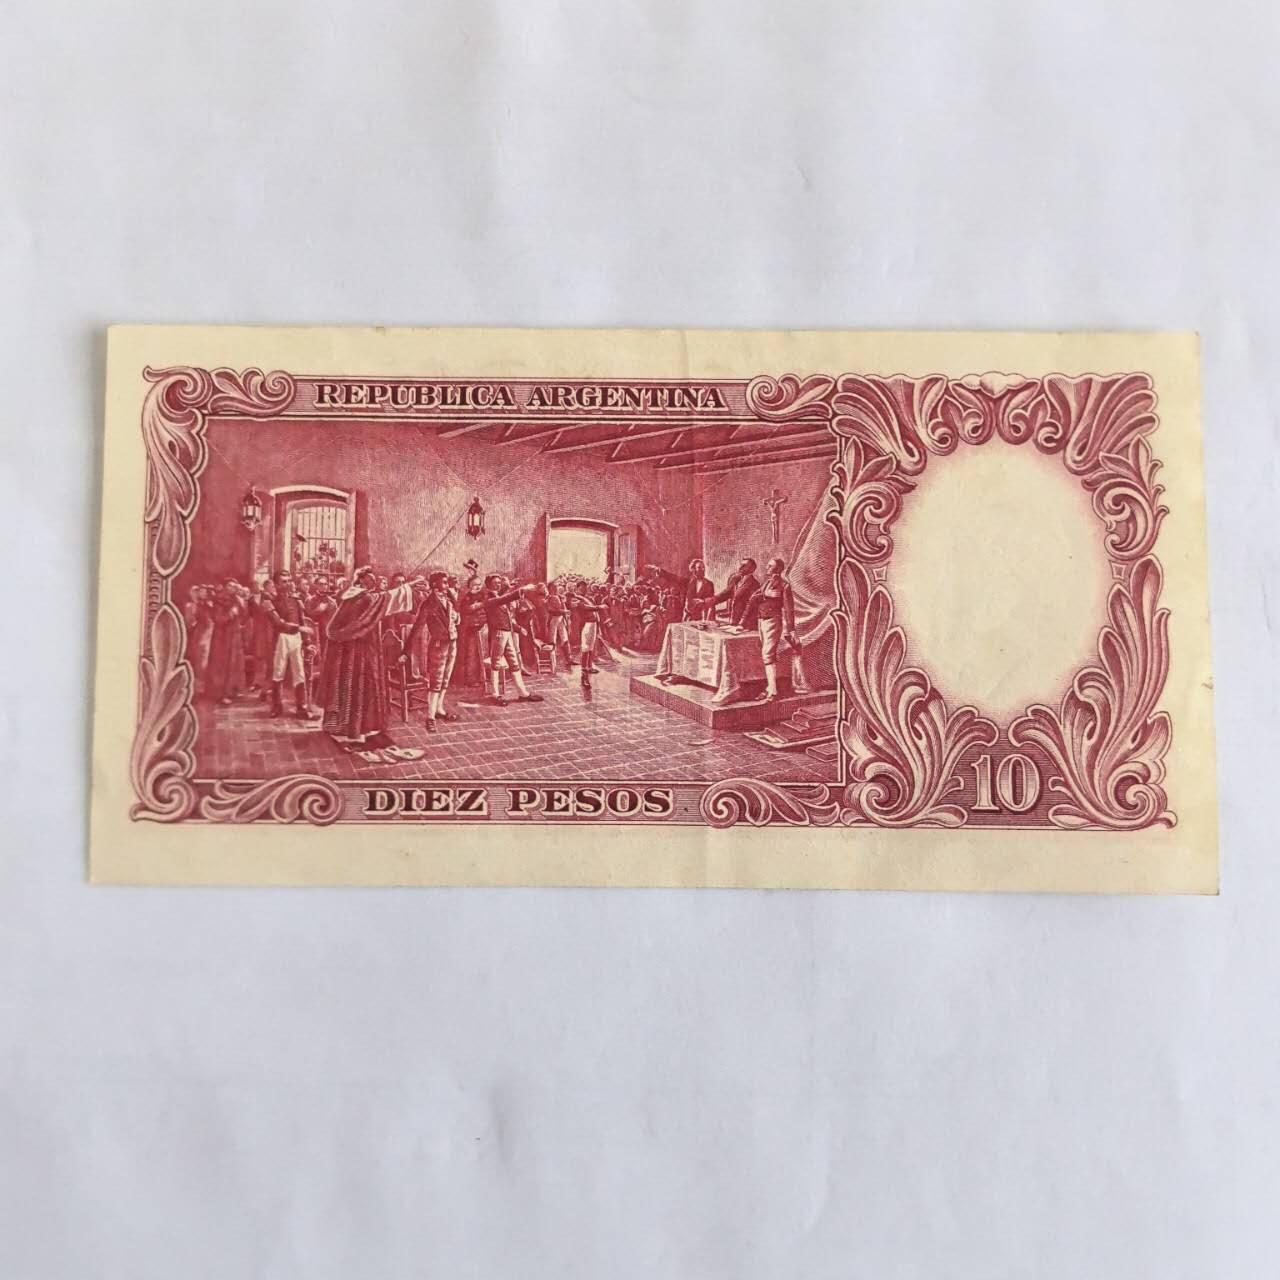 REPUBLICA ARGENTINA
DIEZ PESOS
10